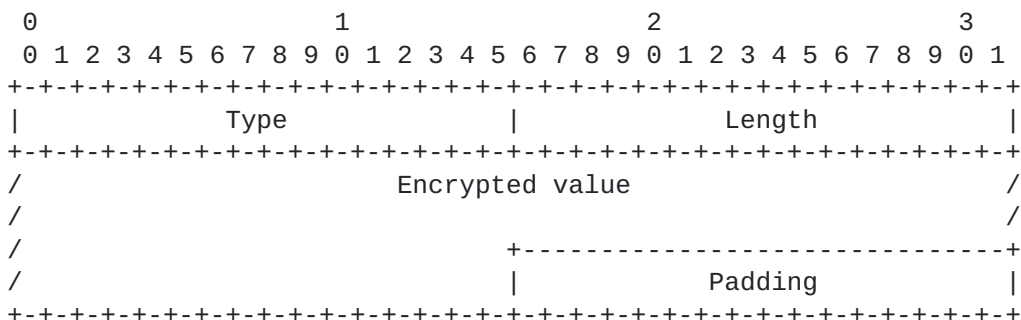 0                   1                   2                   3
 0 1 2 3 4 5 6 7 8 9 0 1 2 3 4 5 6 7 8 9 0 1 2 3 4 5 6 7 8 9 0 1
+-+-+-+-+-+-+-+-+-+-+-+-+-+-+-+-+-+-+-+-+-+-+-+-+-+-+-+-+-+-+-+-+
|             Type              |             Length            |
+-+-+-+-+-+-+-+-+-+-+-+-+-+-+-+-+-+-+-+-+-+-+-+-+-+-+-+-+-+-+-+-+
/                        Encrypted value                        /
/                                                               /
/                               +-------------------------------+
/                               |            Padding            |
+-+-+-+-+-+-+-+-+-+-+-+-+-+-+-+-+-+-+-+-+-+-+-+-+-+-+-+-+-+-+-+-+